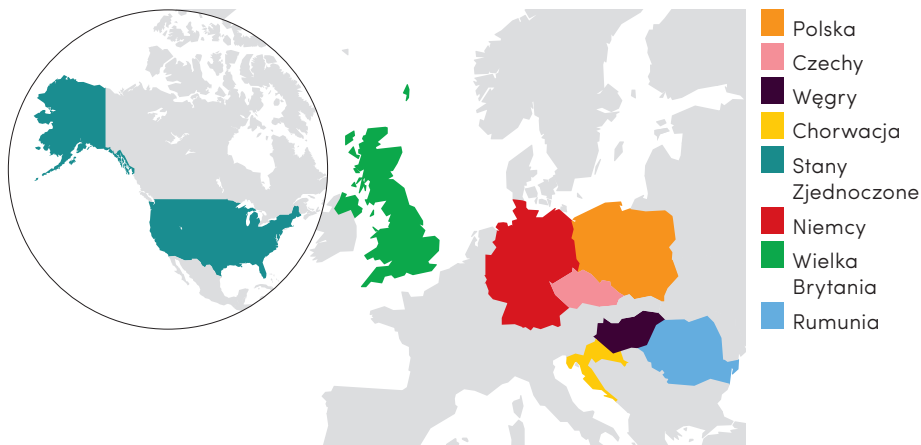 Polska
Czechy
Węgry
Chorwacja
Stany
Zjednoczone
Niemcy
Wielka
Brytania
Rumunia